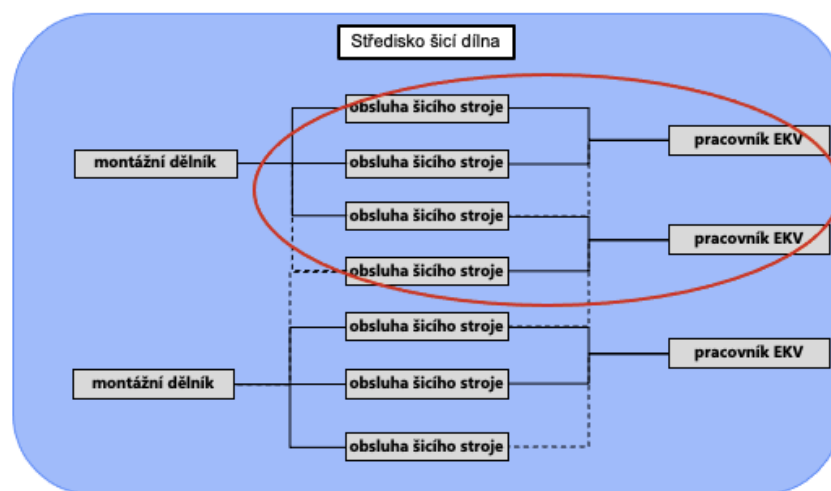 Středisko šicí dílna
obsluha šicího stroje
pracovník EKV
montážní dělník
obsluha šicího stroje
obsluha šicího stroje
pracovník EKV
obsluha šicího stroje
obsluha šicího stroje
pracovník EKV
montážní dělník
obsluha šicího stroje
obsluha šicího stroje